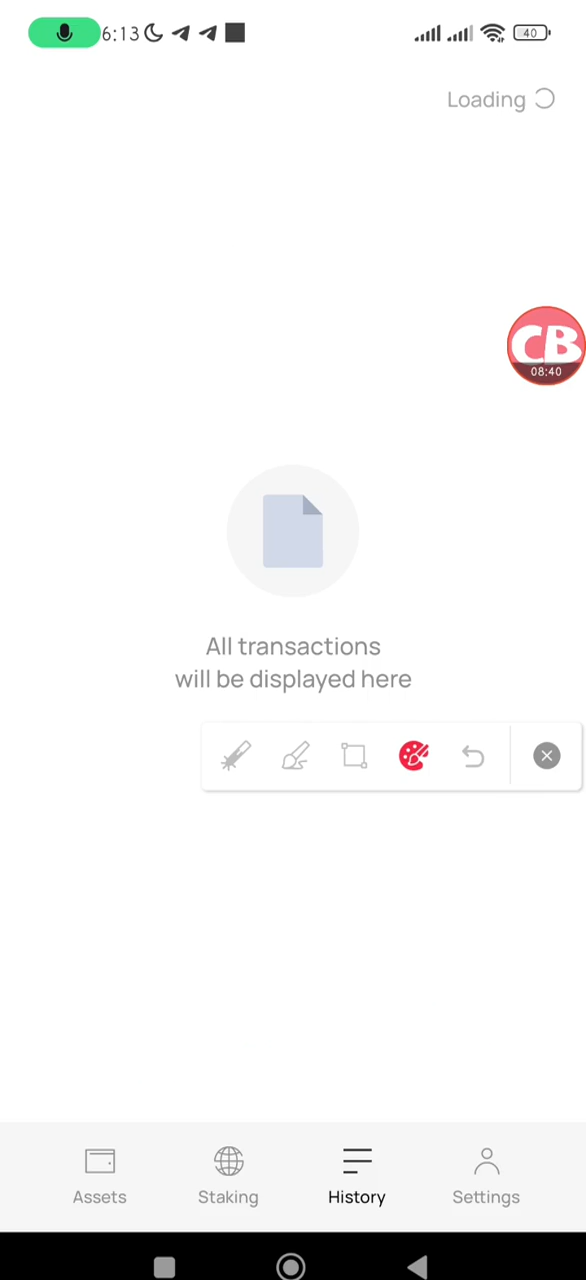 6:13
40
Loading
CB
08:40
All transactions
will be displayed here
Assets
Staking
History
Settings